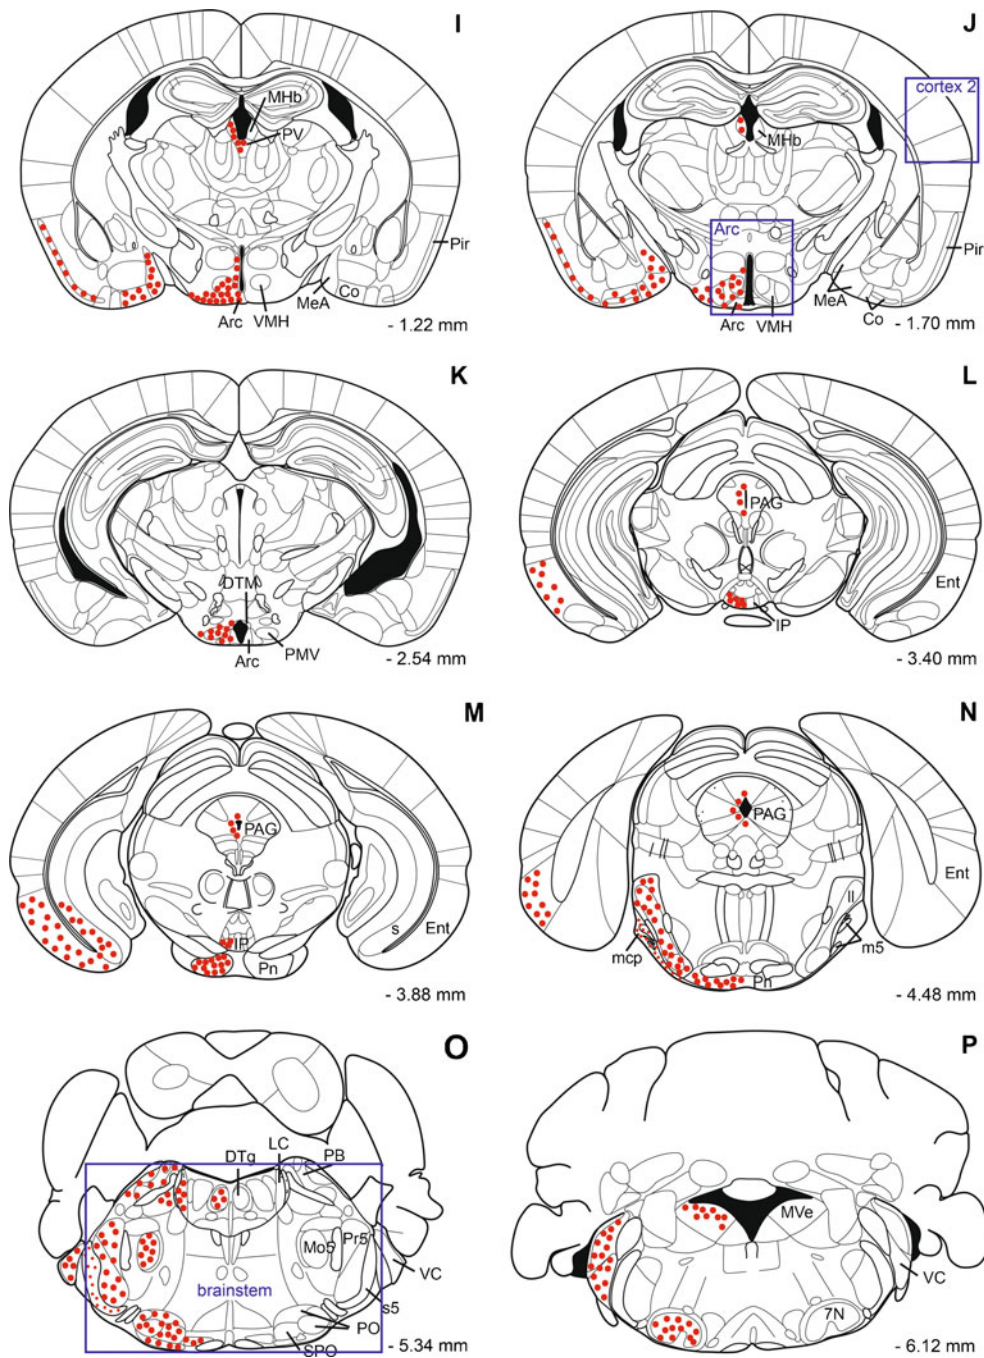 I
MHb
PV
Pir
MeA
Co
Arc
VMH
- 1.22 mm
J
cortex 2
MHb
Arc
Pir
MeA
Co
Arc
VMH
- 1.70 mm
K
DTM
Arc
PMV
- 2.54 mm
L
PAG
Ent
IP
- 3.40 mm
M
PAG
s
Ent
IP
Pn
- 3.88 mm
N
PAG
Ent
ll
mcp
m5
Pn
- 4.48 mm
O
LC
DTg
PB
Mo5
Pr5
VC
brainstem
s5
PO
SPO
- 5.34 mm
P
MVe
VC
7N
- 6.12 mm